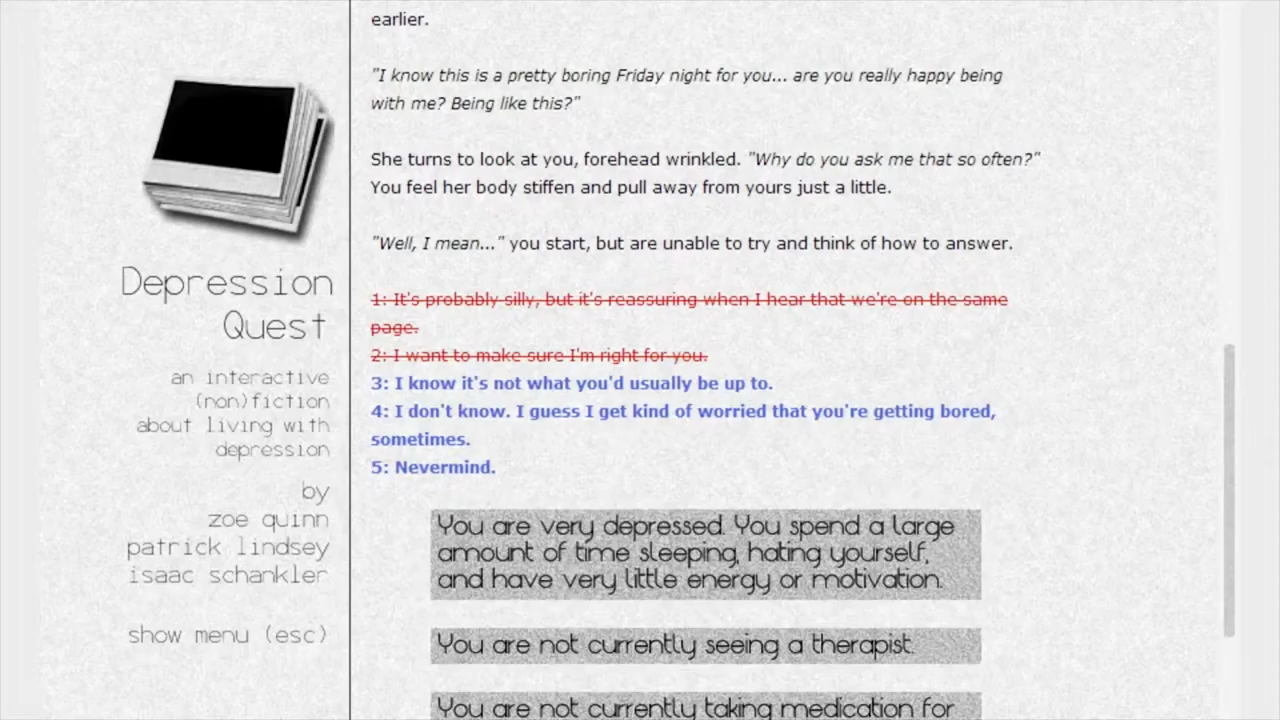 Depression
Quest
an interactive
(non)fiction
about living with
depression
by
zoe quinn
patrick lindsey
isaac schankler
show menu (esc)
earlier.
"I know this is a pretty boring Friday night for you... are you really happy being
with me? Being like this?"
She turns to look at you, forehead wrinkled. "Why do you ask me that so often?"
You feel her body stiffen and pull away from yours just a little.
"Well, I mean..." you start, but are unable to try and think of how to answer.
1: It's probably silly, but it's reassuring when I hear that we're on the same
page.
2: I want to make sure I'm right for you.
3: I know it's not what you'd usually be up to.
4: I don't know. I guess I get kind of worried that you're getting bored,
sometimes.
5: Nevermind.
You are very depressed. You spend a large
amount of time sleeping, hating yourself,
and have very little energy or motivation.
You are not currently seeing a therapist.
You are not currently taking medication for